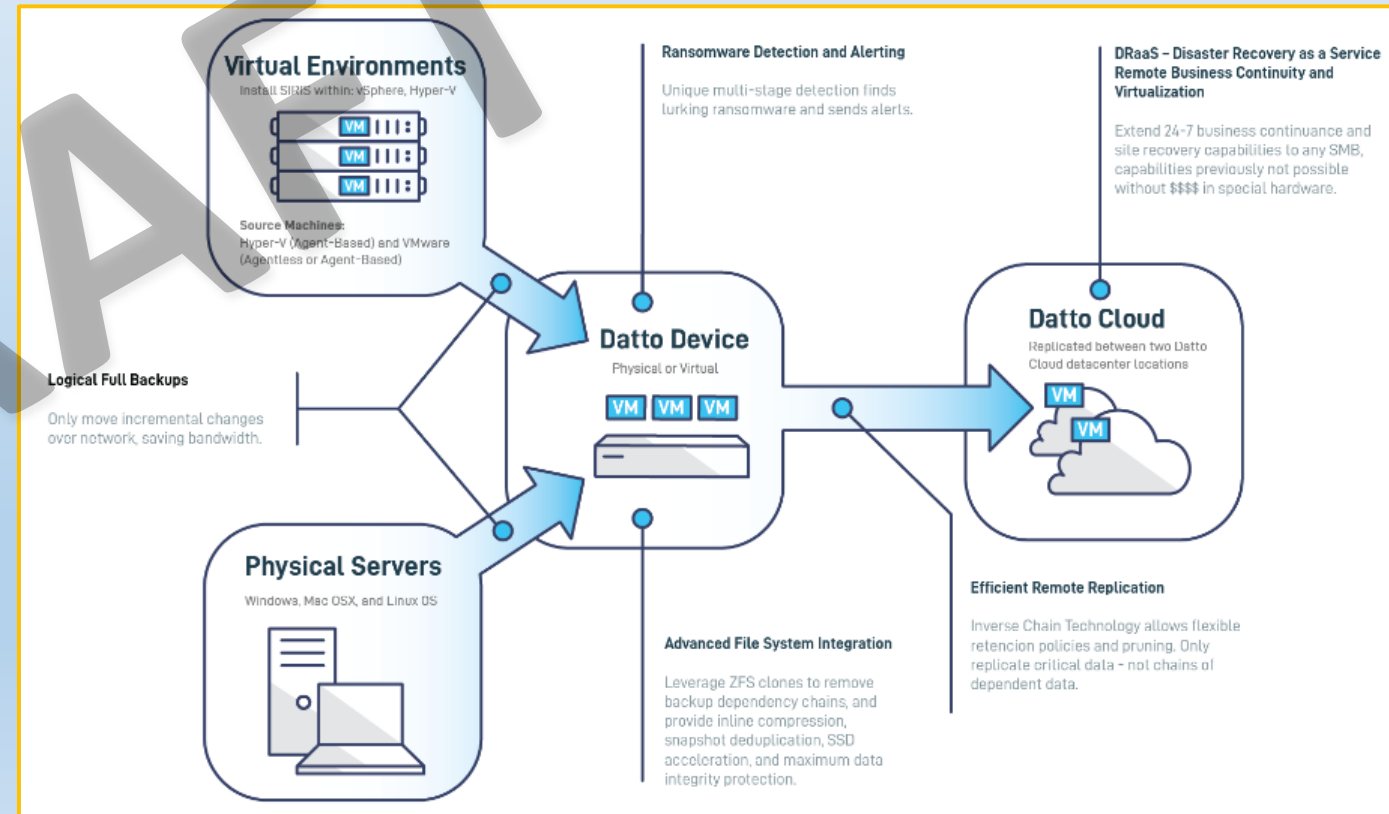 Virtual Environments
Install SIRIS within: vSphere, Hyper-V
VM
VM
VM
Source Machines:
Hyper-V (Agent-Based) and VMware
(Agentless or Agent-Based)
Ransomware Detection and Alerting
Unique multi-stage detection finds
lurking ransomware and sends alerts.
DRaaS – Disaster Recovery as a Service
Remote Business Continuity and
Virtualization
Extend 24-7 business continuance and
site recovery capabilities to any SMB,
capabilities previously not possible
without $$$$ in special hardware.
Logical Full Backups
Only move incremental changes
over network, saving bandwidth.
Datto Device
Physical or Virtual
VM VM VM
Datto Cloud
Replicated between two Datto
Cloud datacenter locations
VM
VM
Physical Servers
Windows, Mac OSX, and Linux OS
Advanced File System Integration
Leverage ZFS clones to remove
backup dependency chains, and
provide inline compression,
snapshot deduplication, SSD
acceleration, and maximum data
integrity protection.
Efficient Remote Replication
Inverse Chain Technology allows flexible
retencion policies and pruning. Only
replicate critical data - not chains of
dependent data.